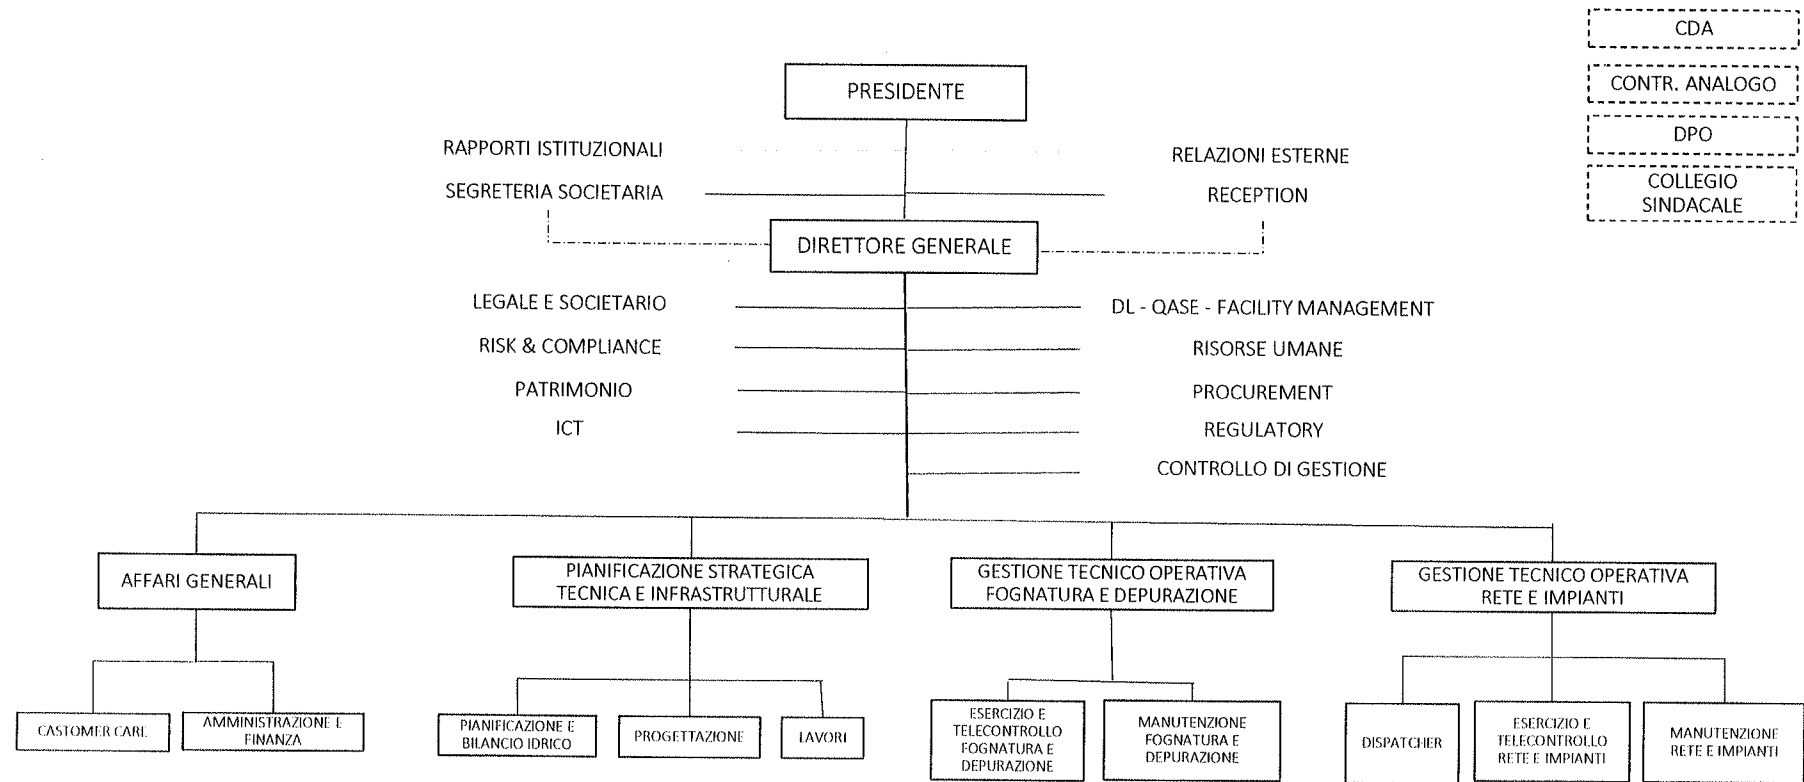 CDA
CONTR. ANALOGO
DPO
COLLEGIO
SINDACALE
PRESIDENTE
RAPPORTI ISTITUZIONALI
RELAZIONI ESTERNE
SEGRETERIA SOCIETARIA
RECEPTION
DIRETTORE GENERALE
LEGALE E SOCIETARIO
DL - QASE - FACILITY MANAGEMENT
RISK & COMPLIANCE
RISORSE UMANE
PATRIMONIO
PROCUREMENT
ICT
REGULATORY
CONTROLLO DI GESTIONE
AFFARI GENERALI
PIANIFICAZIONE STRATEGICA
TECNICA E INFRASTRUTTURALE
GESTIONE TECNICO OPERATIVA
FOGNATURA E DEPURAZIONE
GESTIONE TECNICO OPERATIVA
RETE E IMPIANTI
CASTOMER CARE
AMMINISTRAZIONE E
FINANZA
PIANIFICAZIONE E
BILANCIO IDRICO
PROGETTAZIONE
LAVORI
ESERCIZIO E
TELECONTROLLO
FOGNATURA E
DEPURAZIONE
MANUTENZIONE
FOGNATURA E
DEPURAZIONE
DISPATCHER
ESERCIZIO E
TELECONTROLLO
RETE E IMPIANTI
MANUTENZIONE
RETE E IMPIANTI